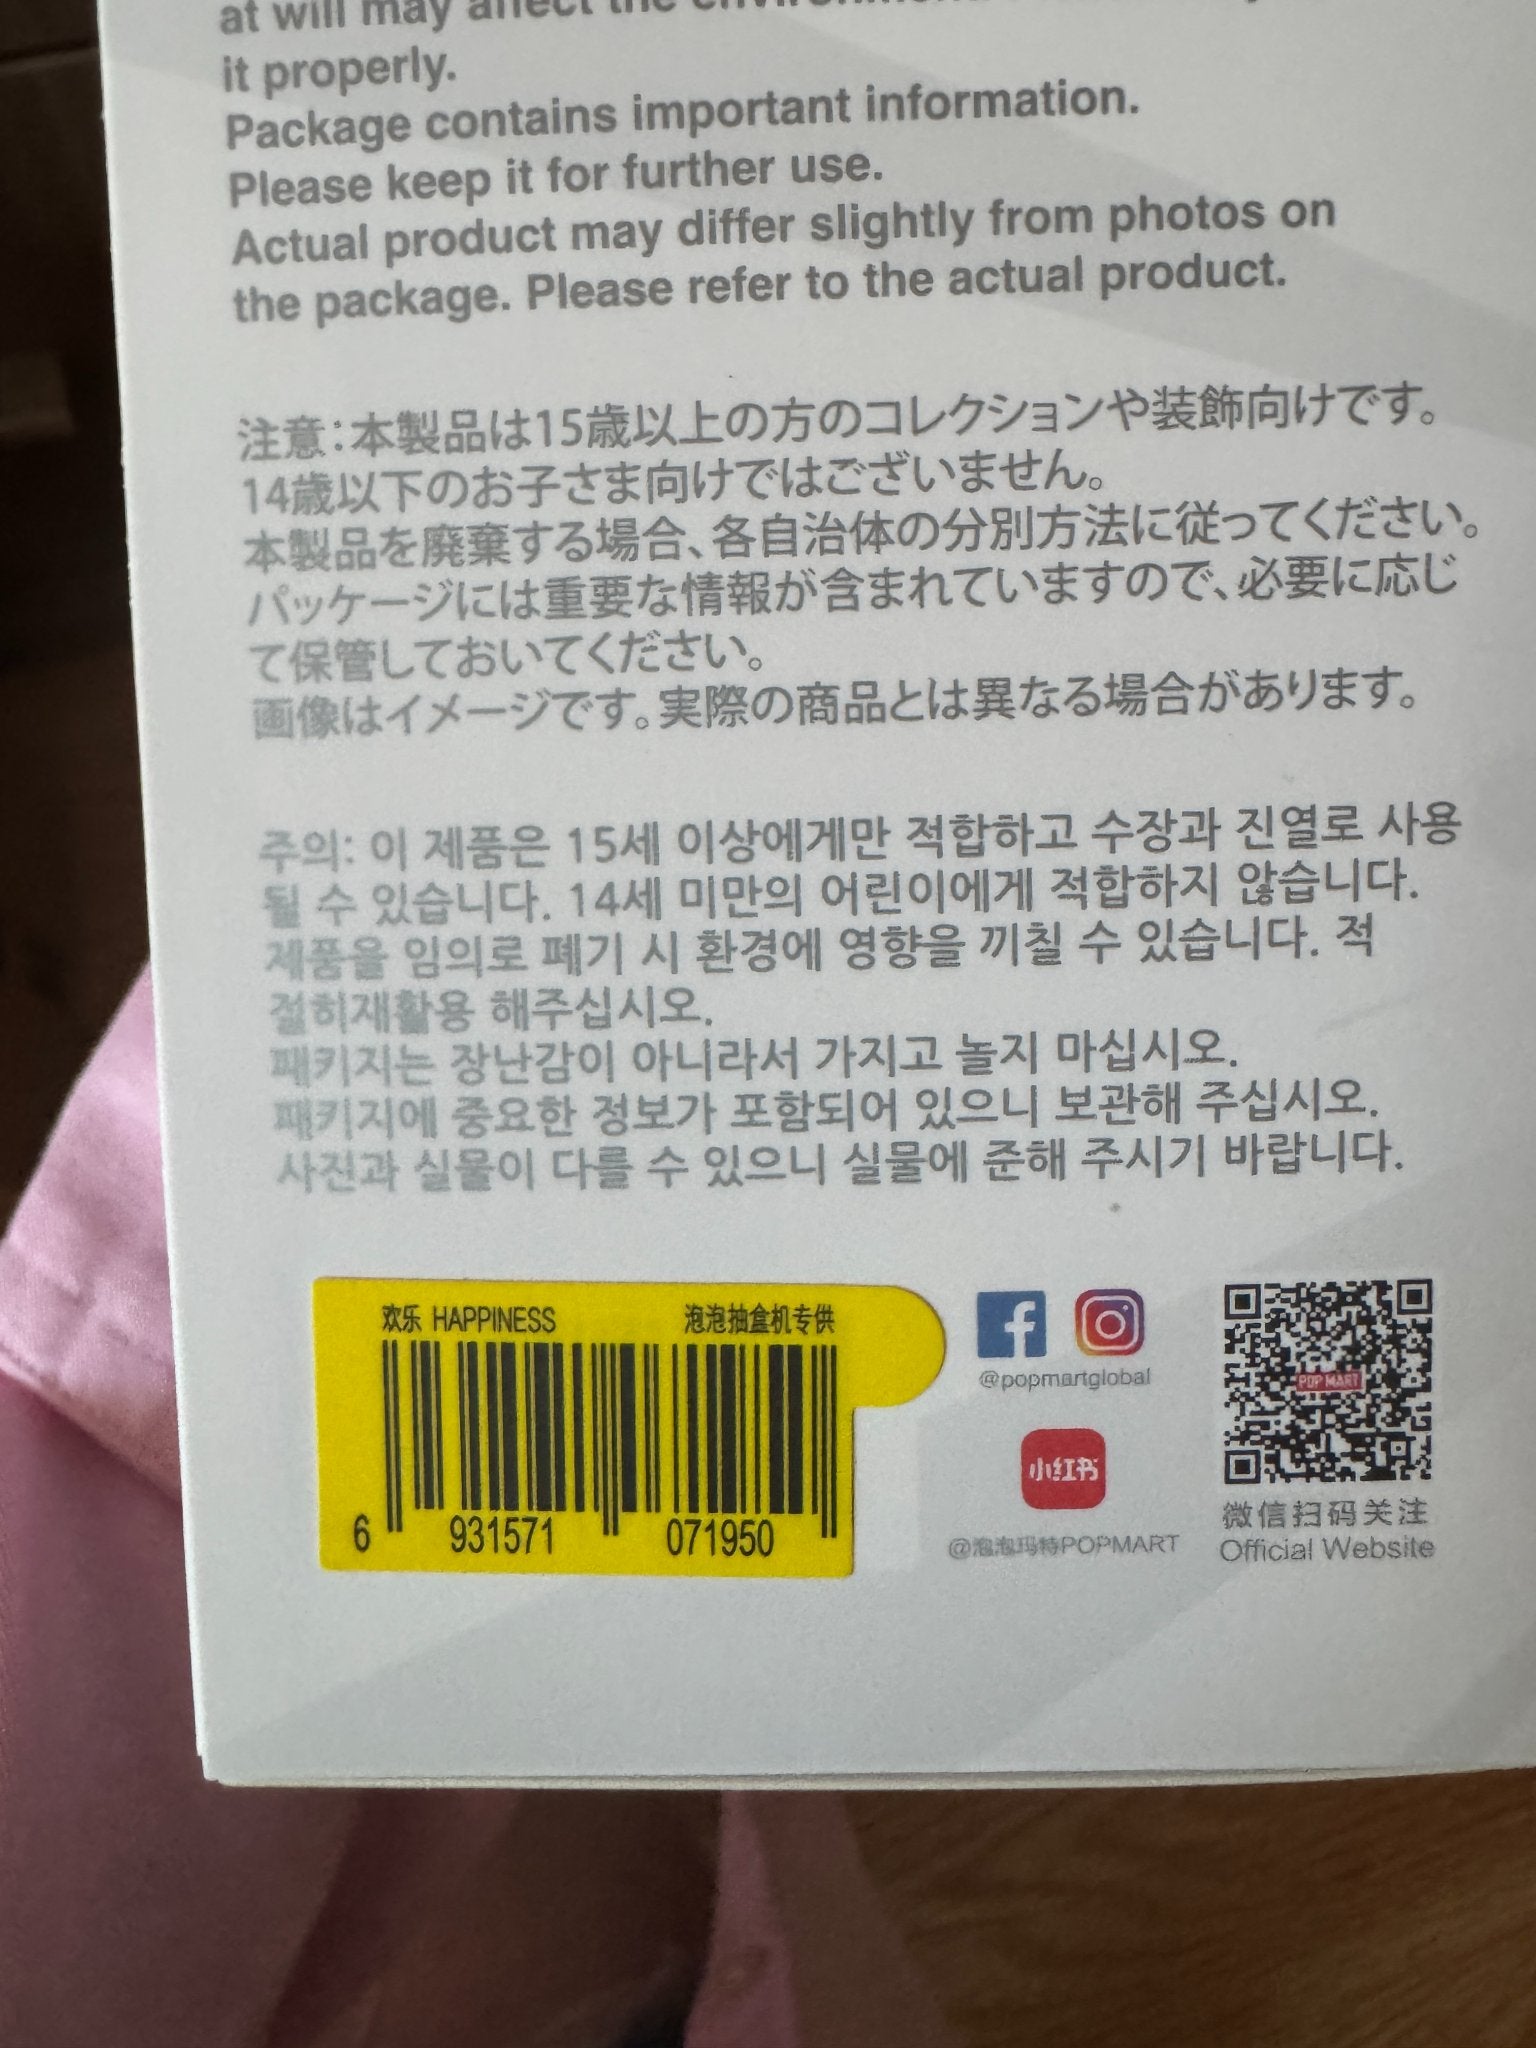 at will may affect the
it properly.
Package contains important information.
Please keep it for further use.
Actual product may differ slightly from photos on
the package. Please refer to the actual product.
注意：本製品は15歳以上の方のコレクションや装飾向けです。
14歳以下のお子さま向けではございません。
本製品を廃棄する場合、各自治体の分別方法に従ってください。
パッケージには重要な情報が含まれていますので、必要に応じ
て保管しておいてください。
画像はイメージです。実際の商品とは異なる場合があります。
주의: 이 제품은 15세 이상에게만 적합하고 수장과 진열로 사용
될 수 있습니다. 14세 미만의 어린이에게 적합하지 않습니다.
제품을 임의로 폐기 시 환경에 영향을 끼칠 수 있습니다. 적
절히재활용 해주십시오.
패키지는 장난감이 아니라서 가지고 놀지 마십시오.
패키지에 중요한 정보가 포함되어 있으니 보관해 주십시오.
사진과 실물이 다를 수 있으니 실물에 준해 주시기 바랍니다.
欢乐 HAPPINESS 泡泡抽盒机专供
6 931571 071950
@popmartglobal
小红书
@泡泡玛特POPMART
POP MART
微信扫码关注
Official Website